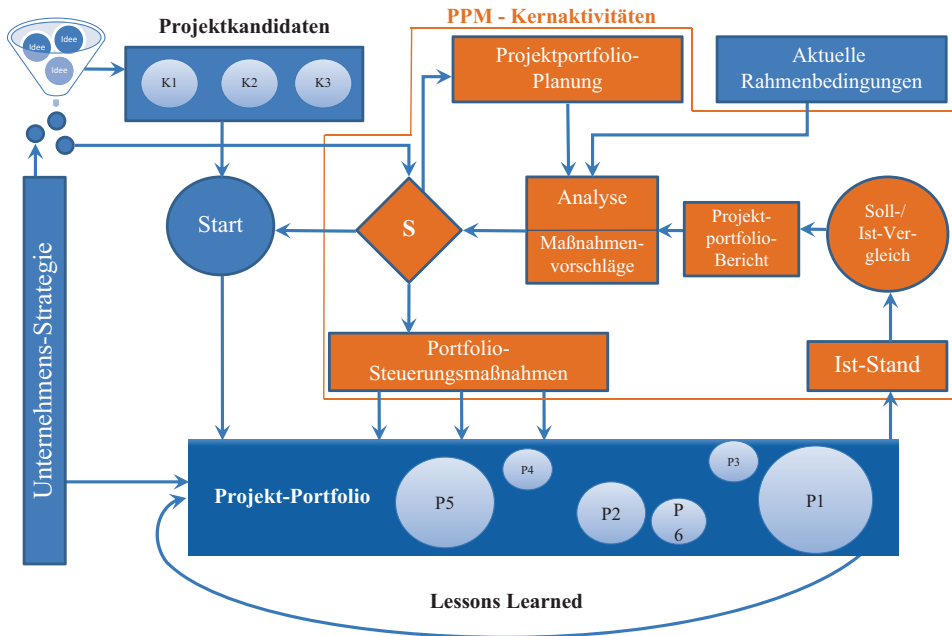 PPM - Kernaktivitäten
Projektkandidaten
Idee
Idee
Idee
K1
K2
K3
Projektportfolio-
Planung
Aktuelle
Rahmenbedingungen
Start
S
Analyse
Maßnahmen-
vorschläge
Projekt-
portfolio-
Bericht
Soll-/
Ist-Ver-
gleich
Unternehmens-Strategie
Portfolio-
Steuerungsmaßnahmen
Ist-Stand
Projekt-Portfolio
P5
P4
P2
P
6
P3
P1
Lessons Learned